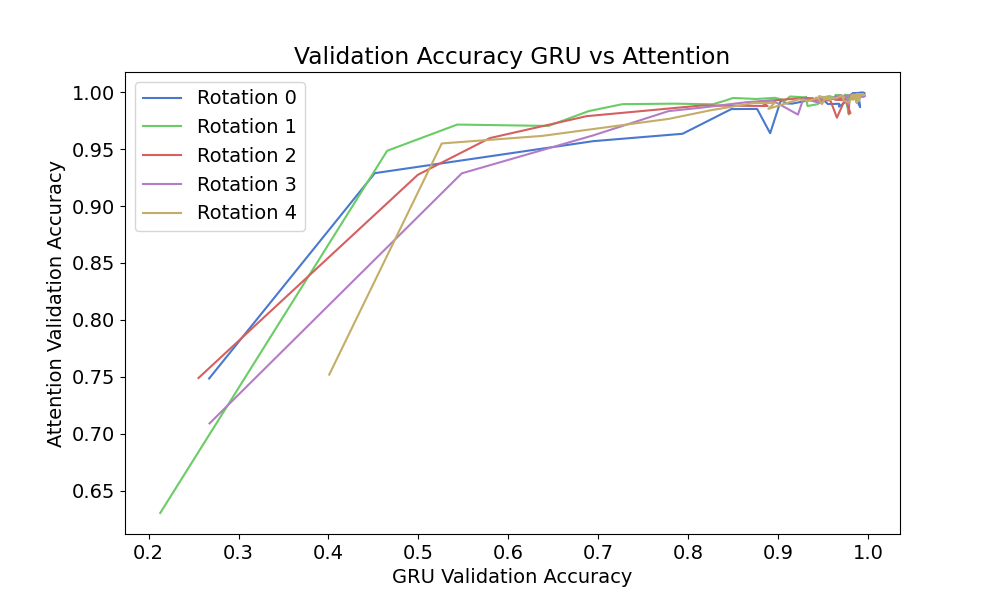 Validation Accuracy GRU vs Attention
1.00
0.95
0.90
0.85
0.80
0.75
0.70
0.65
Attention Validation Accuracy
Rotation 0
Rotation 1
Rotation 2
Rotation 3
Rotation 4
0.2 0.3 0.4 0.5 0.6 0.7 0.8 0.9 1.0
GRU Validation Accuracy